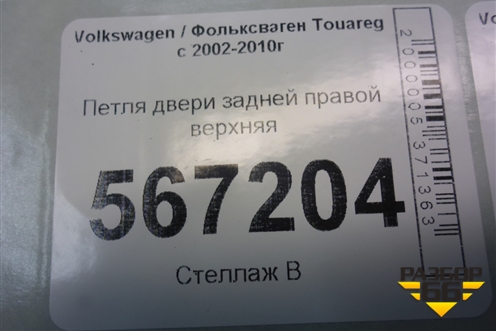 Volkswagen / Фольксваген Touareg
с 2002-2010г
Петля двери задней правой
верхняя
567204
Стеллаж В
2000005371363
РАЗБОР
66